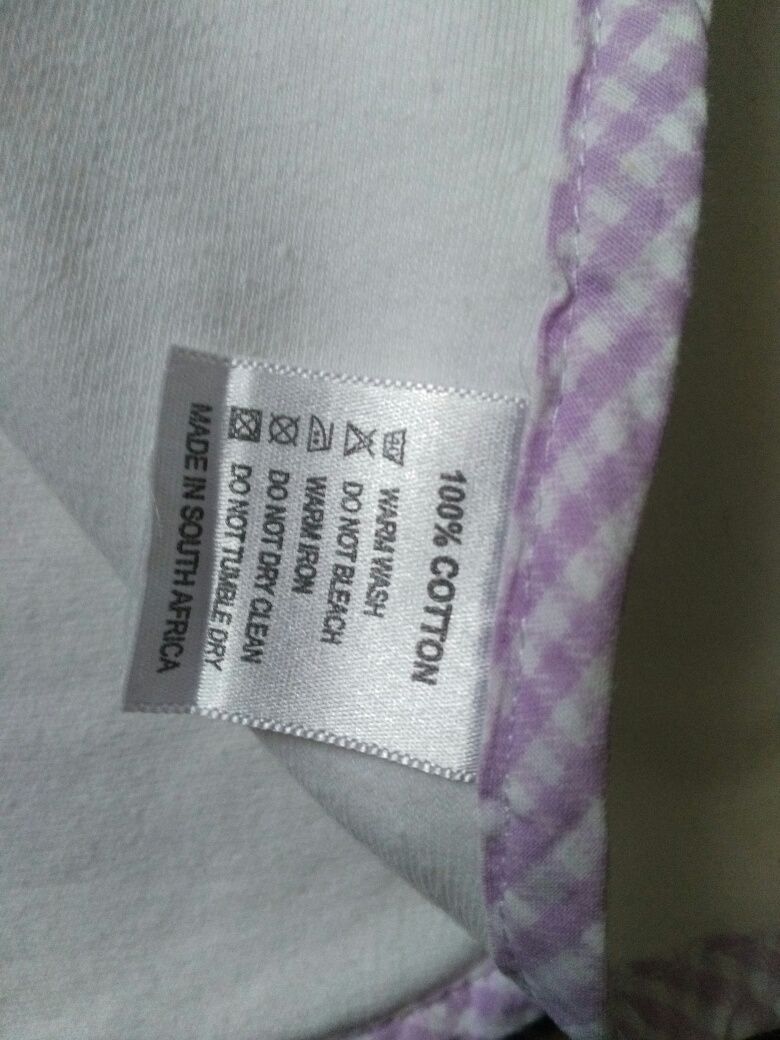 100% COTTON
WARM WASH
DO NOT BLEACH
WARM IRON
DO NOT DRY CLEAN
DO NOT TUMBLE DRY
MADE IN SOUTH AFRICA